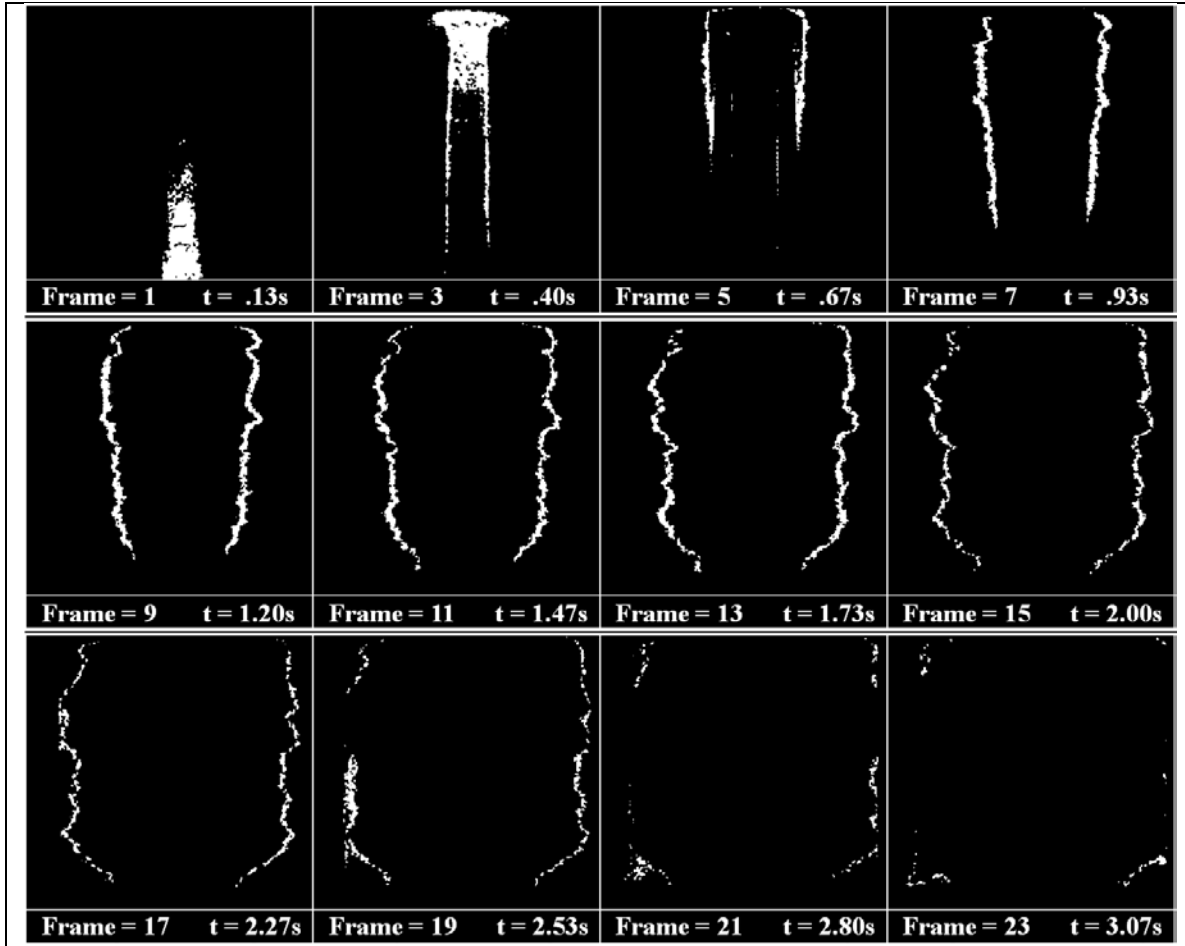 Frame = 1 t = .13s Frame = 3 t = .40s Frame = 5 t = .67s Frame = 7 t = .93s
Frame = 9 t = 1.20s Frame = 11 t = 1.47s Frame = 13 t = 1.73s Frame = 15 t = 2.00s
Frame = 17 t = 2.27s Frame = 19 t = 2.53s Frame = 21 t = 2.80s Frame = 23 t = 3.07s